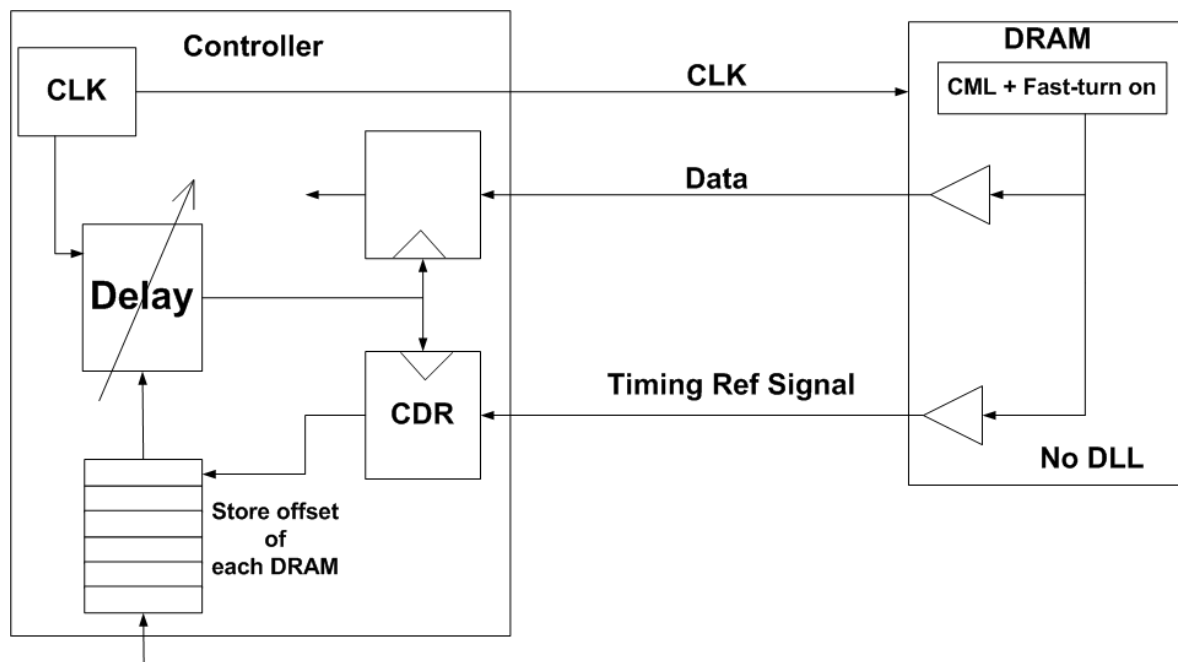 Controller
DRAM
CLK
CLK
CML + Fast-turn on
Data
Delay
Timing Ref Signal
CDR
No DLL
Store offset
of
each DRAM